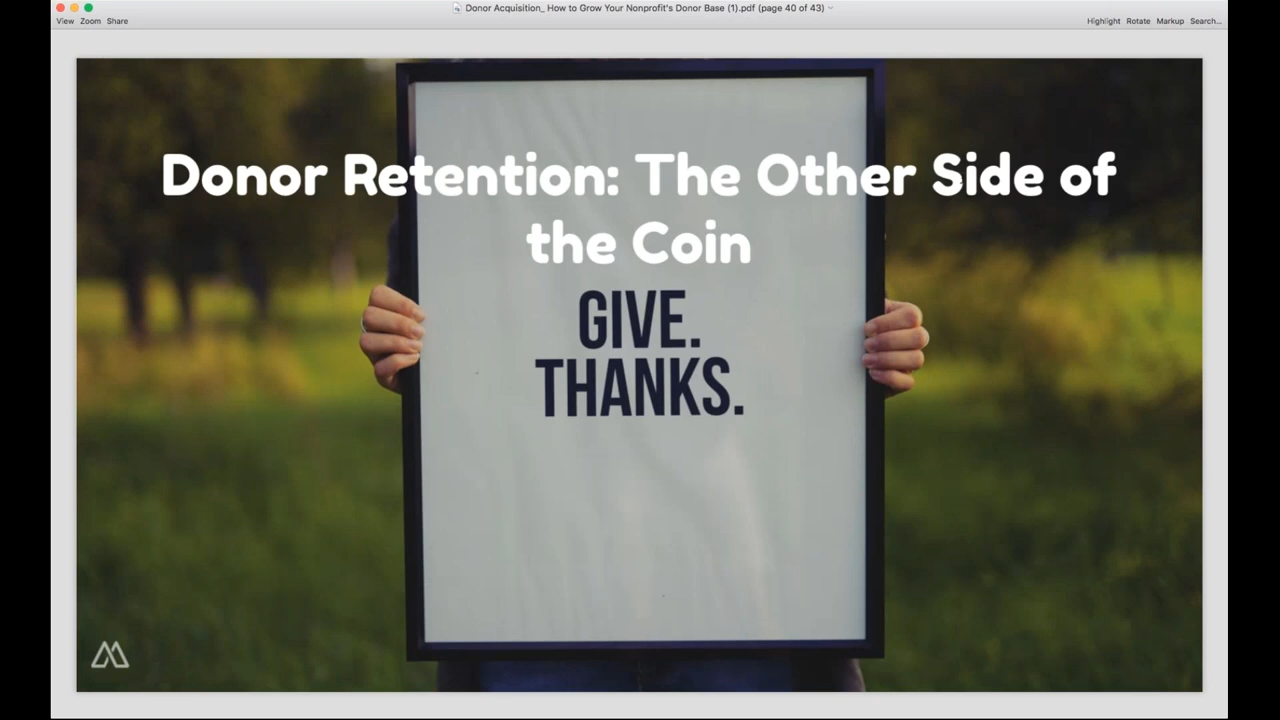 Donor Acquisition_ How to Grow Your Nonprofit's Donor Base (1).pdf (page 40 of 43)
View Zoom Share
Highlight Rotate Markup Search...
Donor Retention: The Other Side of
the Coin
GIVE.
THANKS.